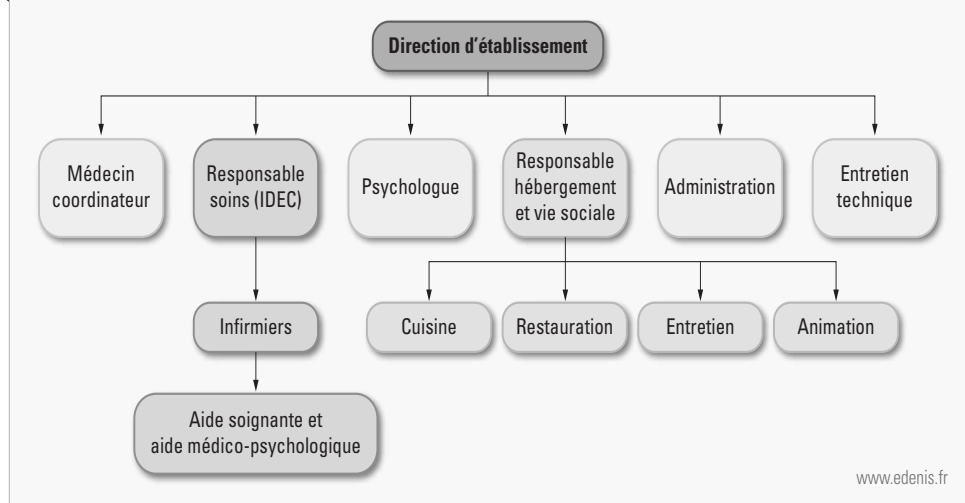 Direction d'établissement
Médecin
coordinateur
Responsable
soins (IDEC)
Psychologue
Responsable
hébergement
et vie sociale
Administration
Entretien
technique
Infirmiers
Cuisine
Restauration
Entretien
Animation
Aide soignante et
aide médico-psychologique
www.edenis.fr